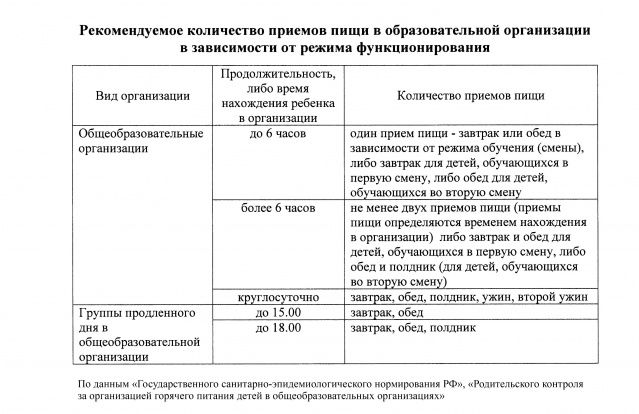 Рекомендуемое количество приемов пищи в образовательной организации
в зависимости от режима функционирования
Вид организации
Продолжительность,
либо время
нахождения ребенка
в организации
Количество приемов пищи
Общеобразовательные
организации
до 6 часов
один прием пищи - завтрак или обед в
зависимости от режима обучения (смены),
либо завтрак для детей, обучающихся в
первую смену, либо обед для детей,
обучающихся во вторую смену
более 6 часов
не менее двух приемов пищи (приемы
пищи определяются временем нахождения
в организации) либо завтрак и обед для
детей, обучающихся в первую смену, либо
обед и полдник (для детей, обучающихся
во вторую смену)
круглосуточно
завтрак, обед, полдник, ужин, второй ужин
Группы продленного
дня в
общеобразовательной
организации
до 15.00
завтрак, обед
до 18.00
завтрак, обед, полдник
По данным «Государственного санитарно-эпидемиологического нормирования РФ», «Родительского контроля
за организацией горячего питания детей в общеобразовательных организациях»